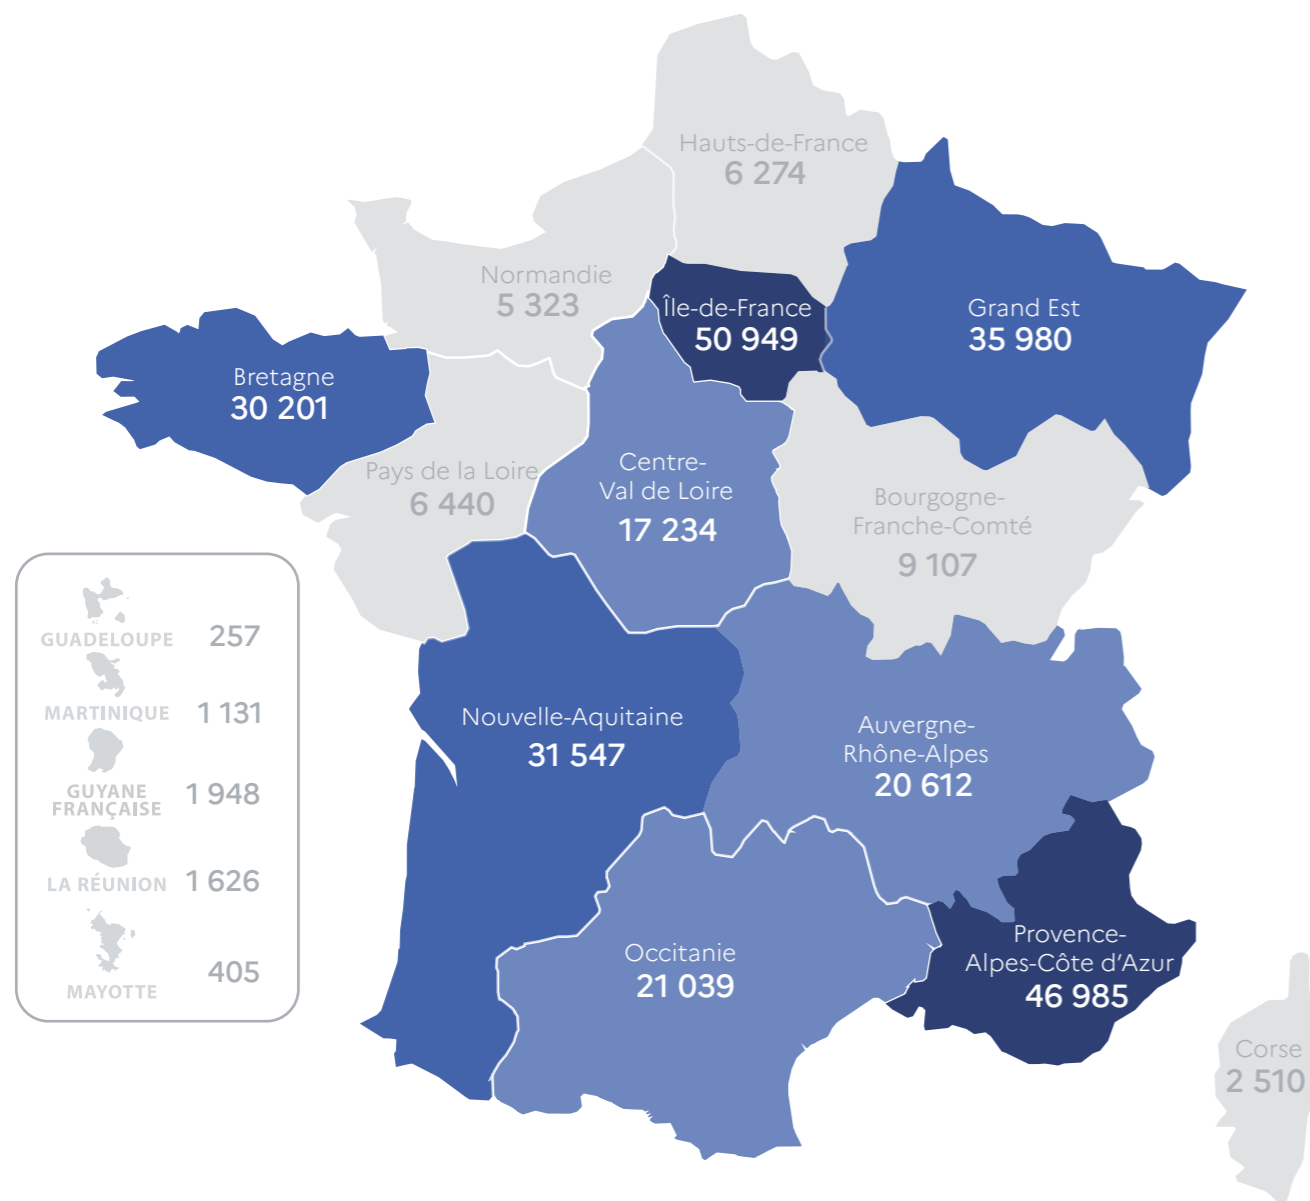 Hauts-de-France
6 274
Normandie
5 323
Île-de-France
50 949
Grand Est
35 980
Bretagne
30 201
Pays de la Loire
6 440
Centre-
Val de Loire
17 234
Bourgogne-
Franche-Comté
9 107
GUADELOUPE 257
MARTINIQUE 1 131
GUYANE
FRANÇAISE 1 948
LA RÉUNION 1 626
MAYOTTE 405
Nouvelle-Aquitaine
31 547
Auvergne-
Rhône-Alpes
20 612
Occitanie
21 039
Provence-
Alpes-Côte d'Azur
46 985
Corse
2 510